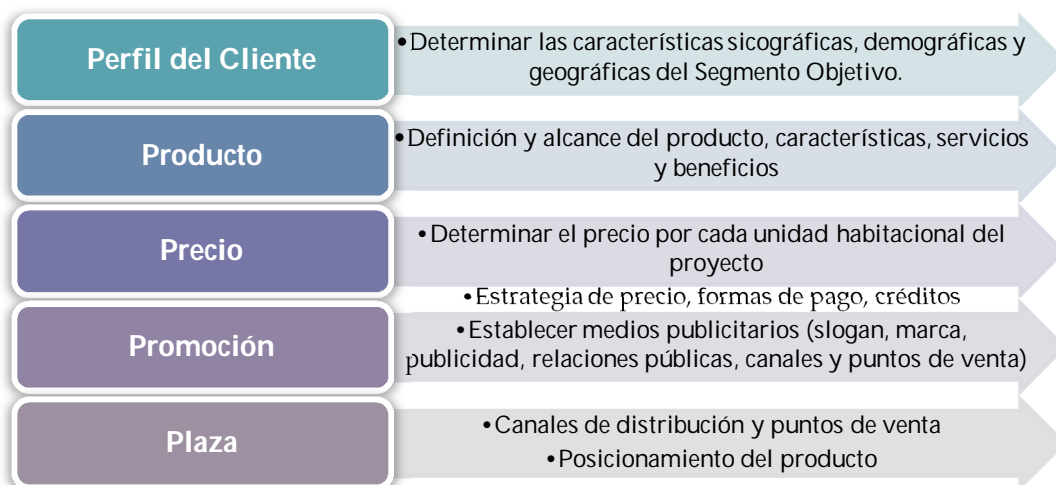 Perfil del Cliente
•Determinar las características sicográficas, demográficas y
geográficas del Segmento Objetivo.
Producto
•Definición y alcance del producto, características, servicios
y beneficios
Precio
•Determinar el precio por cada unidad habitacional del
proyecto
•Estrategia de precio, formas de pago, créditos
Promoción
•Establecer medios publicitarios (slogan, marca,
publicidad, relaciones públicas, canales y puntos de venta)
Plaza
•Canales de distribución y puntos de venta
•Posicionamiento del producto